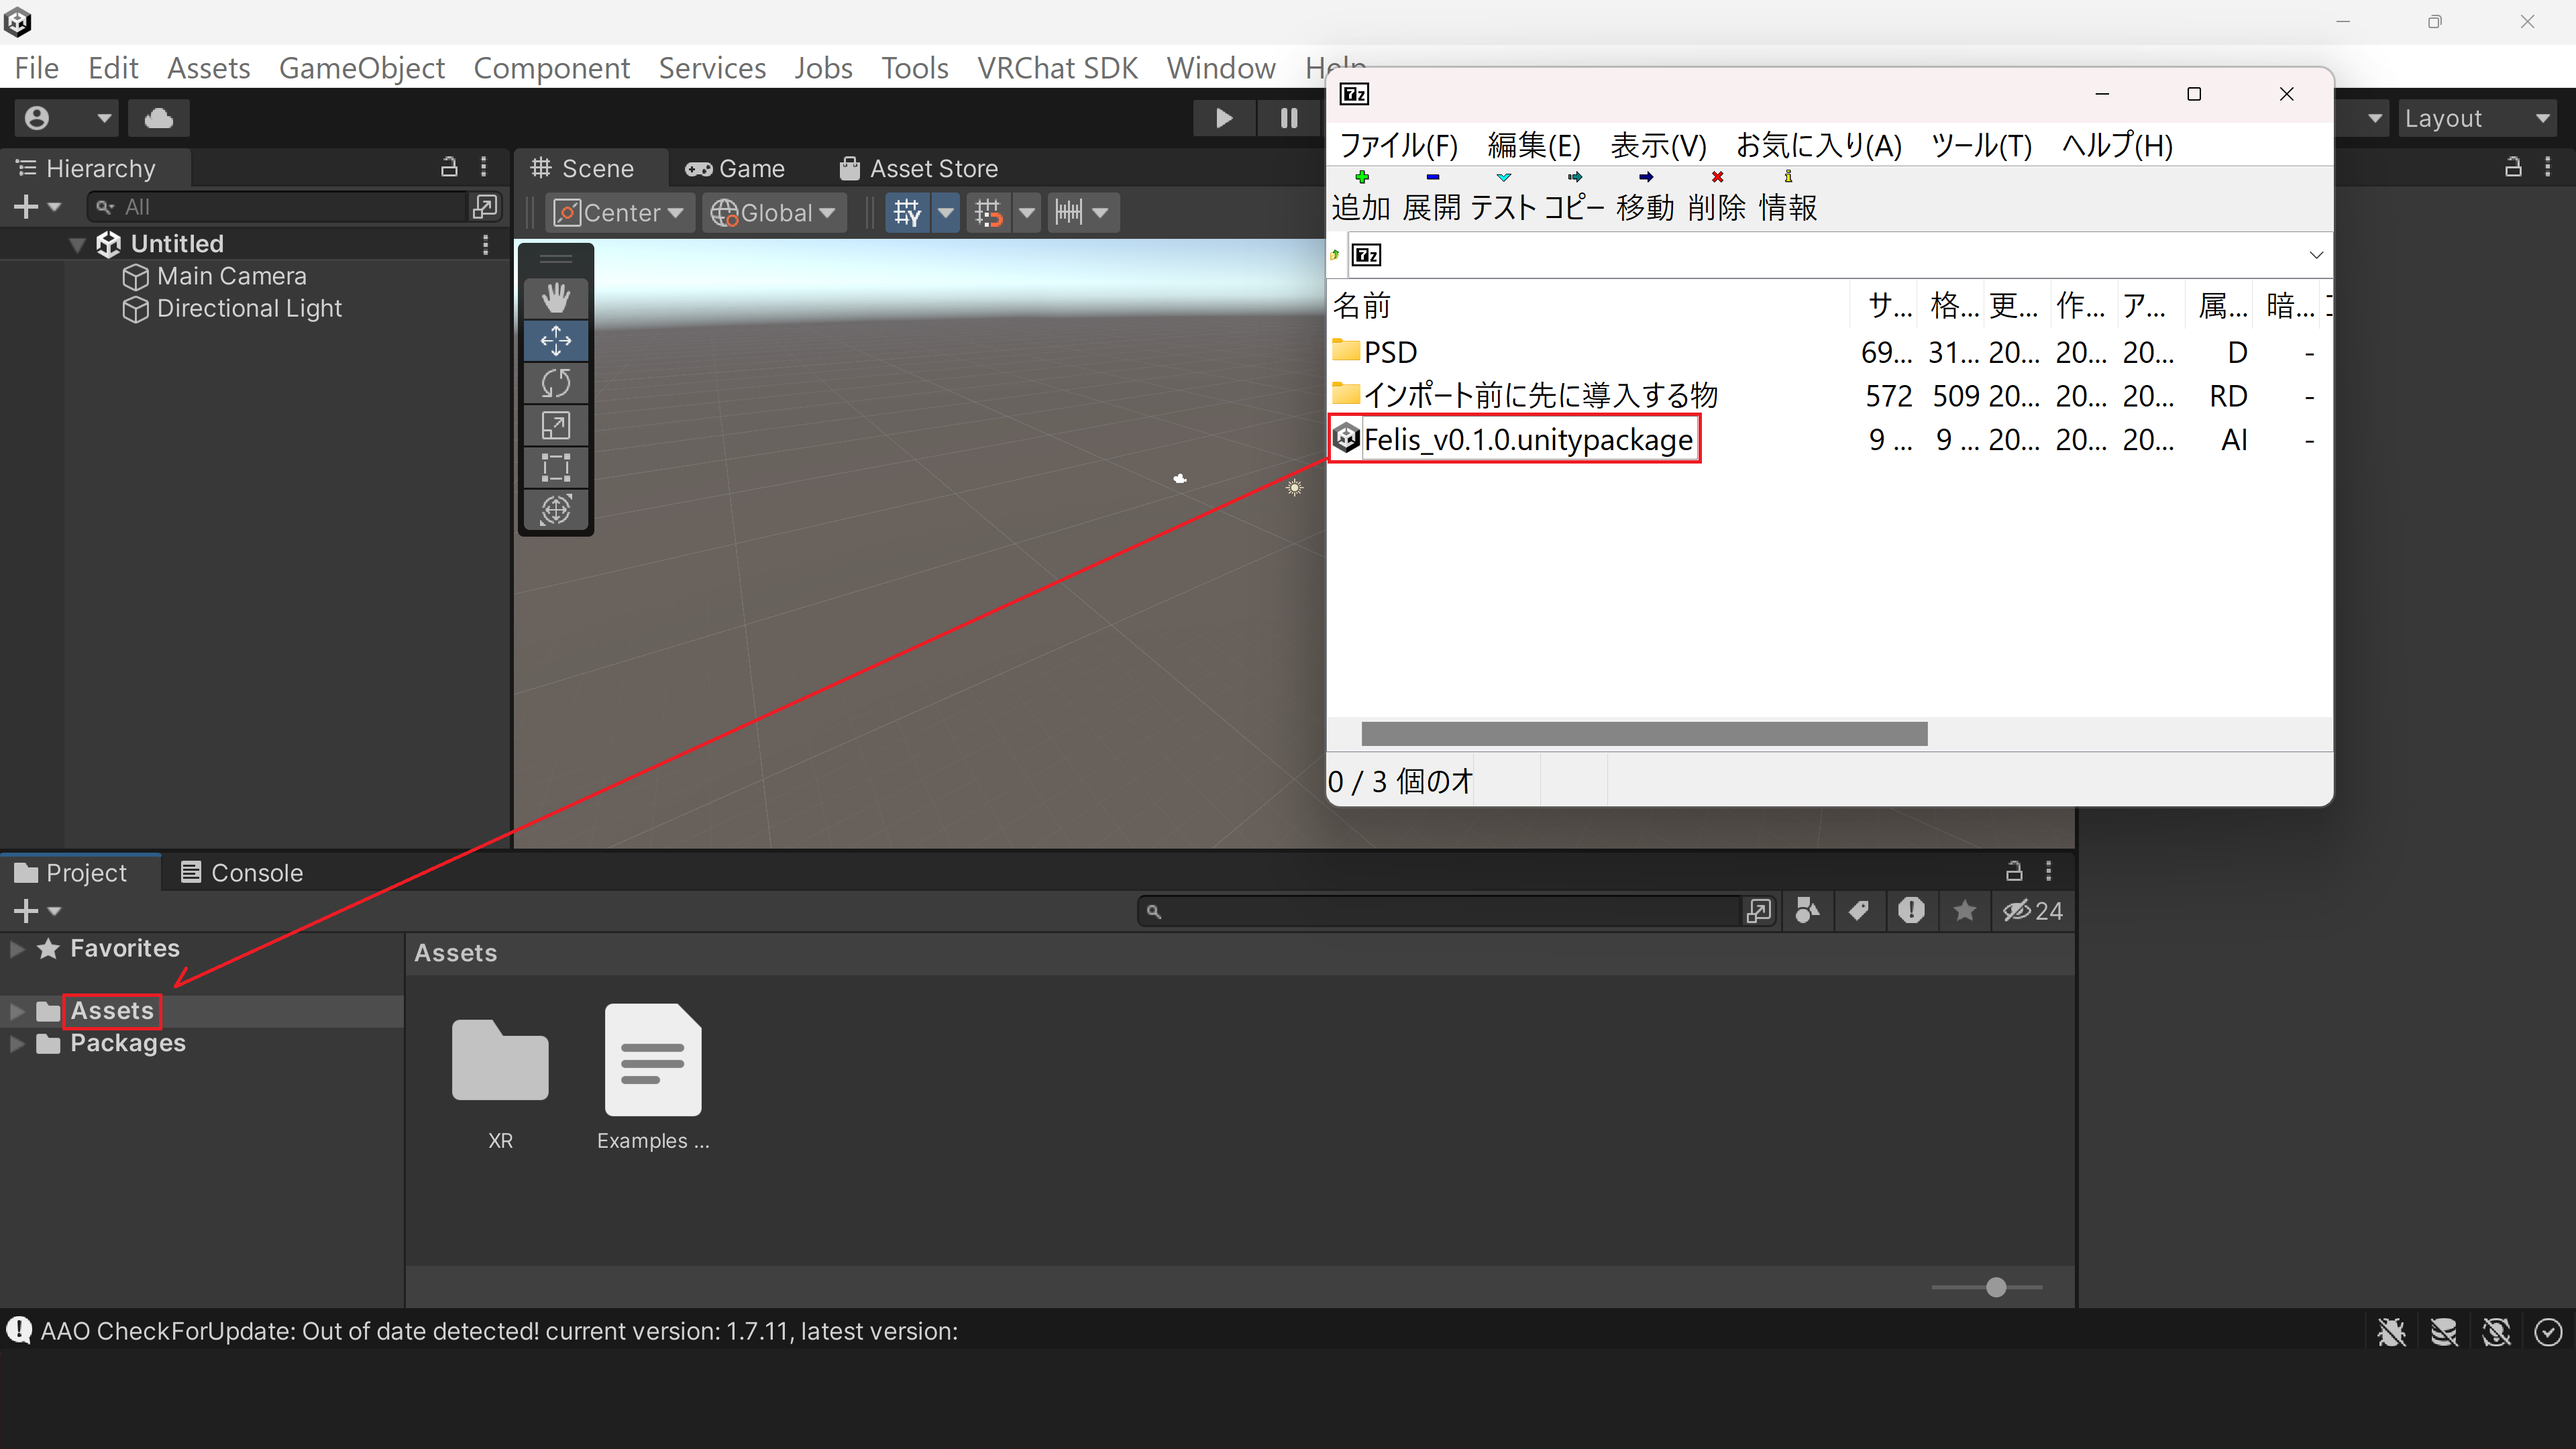 File Edit Assets GameObject Component Services Jobs Tools VRChat SDK Window Help
Layout
Hierarchy
All
Untitled
Main Camera
Directional Light
Scene Game Asset Store
Center Global
7z
ファイル(F) 編集(E) 表示(V) お気に入り(A) ツール(T) ヘルプ(H)
追加 展開 テスト コピー 移動 削除 情報
7z
名前 サ... 格... 更... 作... ア... 属... 暗...
PSD 69... 31... 20... 20... 20... D -
インポート前に先に導入する物 572 509 20... 20... 20... RD -
Felis_v0.1.0.unitypackage 9 ... 9 ... 20... 20... 20... AI -
0 / 3 個のオ
Project Console
24
Favorites
Assets
Packages
Assets
XR
Examples ...
AAO CheckForUpdate: Out of date detected! current version: 1.7.11, latest version: